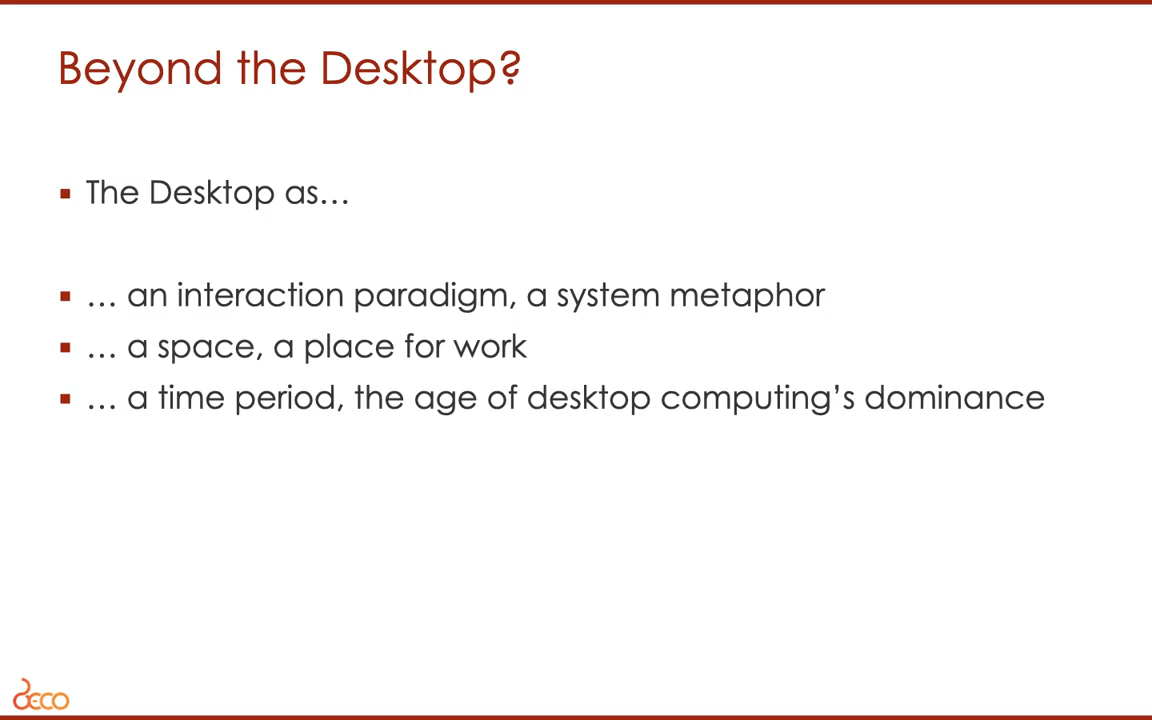 Beyond the Desktop?
▪ The Desktop as…
▪ … an interaction paradigm, a system metaphor
▪ … a space, a place for work
▪ … a time period, the age of desktop computing’s dominance
DECO